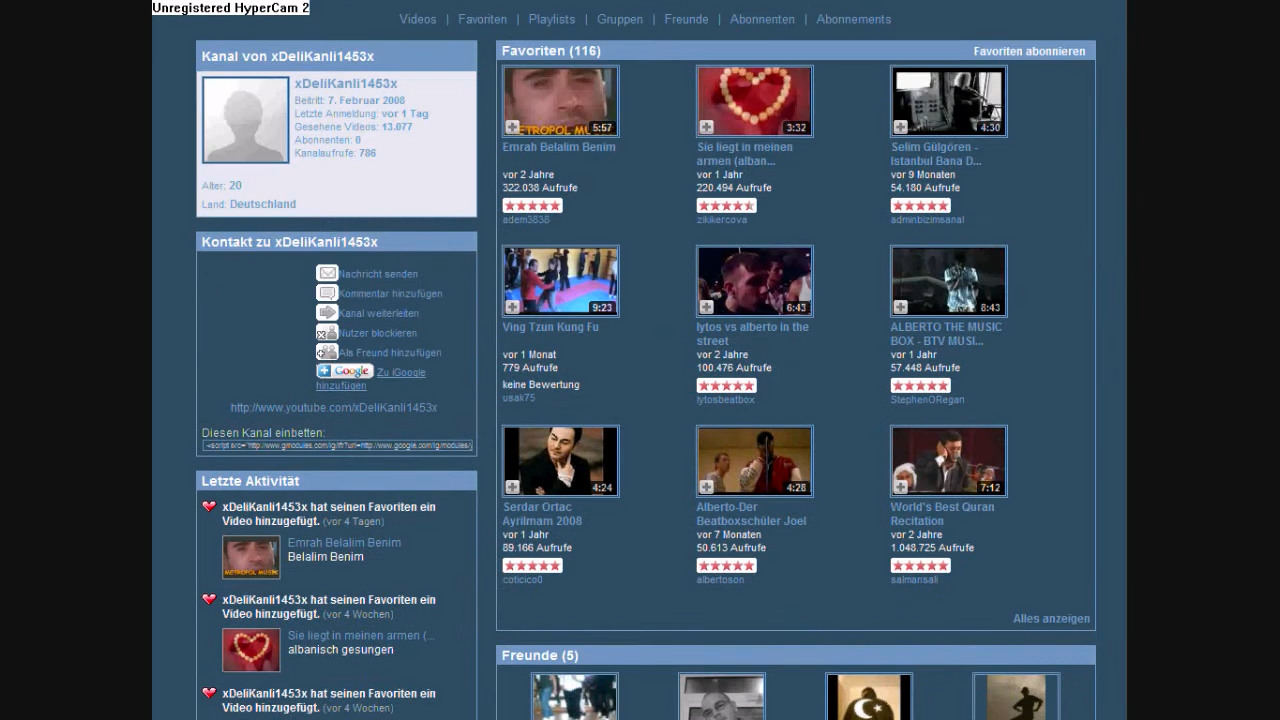 Unregistered HyperCam 2
Videos | Favoriten | Playlists | Gruppen | Freunde | Abonnenten | Abonnements
Kanal von xDeliKanli1453x
xDeliKanli1453x
Beitritt: 7. Februar 2008
Letzte Anmeldung: vor 1 Tag
Gesehene Videos: 13.077
Abonnenten: 0
Kanalaufrufe: 786
Alter: 20
Land: Deutschland
Kontakt zu xDeliKanli1453x
Nachricht senden
Kommentar hinzufügen
Kanal weiterleiten
Nutzer blockieren
Als Freund hinzufügen
Google Zu iGoogle
hinzufügen
http://www.youtube.com/xDeliKanli1453x
Diesen Kanal einbetten:
Letzte Aktivität
xDeliKanli1453x hat seinen Favoriten ein
Video hinzugefügt. (vor 4 Tagen)
Emrah Belalim Benim
Belalim Benim
METROPOL MUSIC
xDeliKanli1453x hat seinen Favoriten ein
Video hinzugefügt. (vor 4 Wochen)
Sie liegt in meinen armen (...
albanisch gesungen
xDeliKanli1453x hat seinen Favoriten ein
Video hinzugefügt. (vor 4 Wochen)
Favoriten (116)
Favoriten abonnieren
METROPOL MU
5:57
3:32
4:30
Emrah Belalim Benim
vor 2 Jahre
322.038 Aufrufe
adem3838
Sie liegt in meinen
armen (alban...
vor 1 Jahr
220.494 Aufrufe
zikikercova
Selim Gülgören -
Istanbul Bana D...
vor 9 Monaten
54.180 Aufrufe
adminbizimsanal
9:23
6:43
8:43
Ving Tzun Kung Fu
vor 1 Monat
779 Aufrufe
keine Bewertung
usak75
lytos vs alberto in the
street
vor 2 Jahre
100.476 Aufrufe
lytosbeatbox
ALBERTO THE MUSIC
BOX - BTV MUSI...
vor 1 Jahr
57.448 Aufrufe
StephenORegan
4:24
4:28
7:12
Serdar Ortac
Ayrilmam 2008
vor 1 Jahr
89.166 Aufrufe
coticico0
Alberto-Der
Beatboxschüler Joel
vor 7 Monaten
50.613 Aufrufe
albertoson
World's Best Quran
Recitation
vor 2 Jahre
1.048.725 Aufrufe
salmansali
Alles anzeigen
Freunde (5)